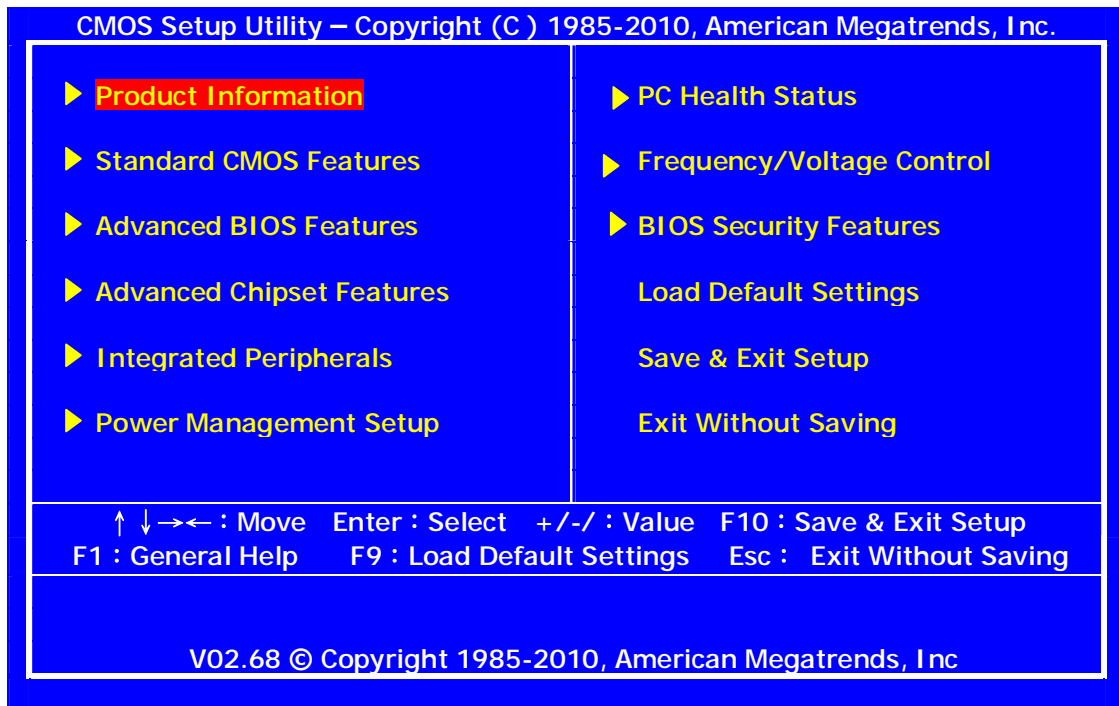 CMOS Setup Utility – Copyright (C ) 1985-2010, American Megatrends, Inc.
Product Information
Standard CMOS Features
Advanced BIOS Features
Advanced Chipset Features
Integrated Peripherals
Power Management Setup
PC Health Status
Frequency/Voltage Control
BIOS Security Features
Load Default Settings
Save & Exit Setup
Exit Without Saving
↑↓→←：Move Enter：Select +/-/：Value F10：Save & Exit Setup
F1：General Help F9：Load Default Settings Esc： Exit Without Saving
V02.68 © Copyright 1985-2010, American Megatrends, Inc